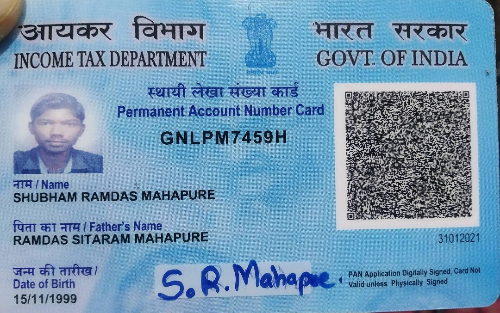 आयकर विभाग
INCOME TAX DEPARTMENT
भारत सरकार
GOVT. OF INDIA
स्थायी लेखा संख्या कार्ड
Permanent Account Number Card
GNLPM7459H
नाम / Name
SHUBHAM RAMDAS MAHAPURE
पिता का नाम / Father's Name
RAMDAS SITARAM MAHAPURE
31012021
जन्म की तारीख /
Date of Birth
15/11/1999
S.R.Mahapure.
PAN Application Digitally Signed, Card Not
Valid unless Physically Signed